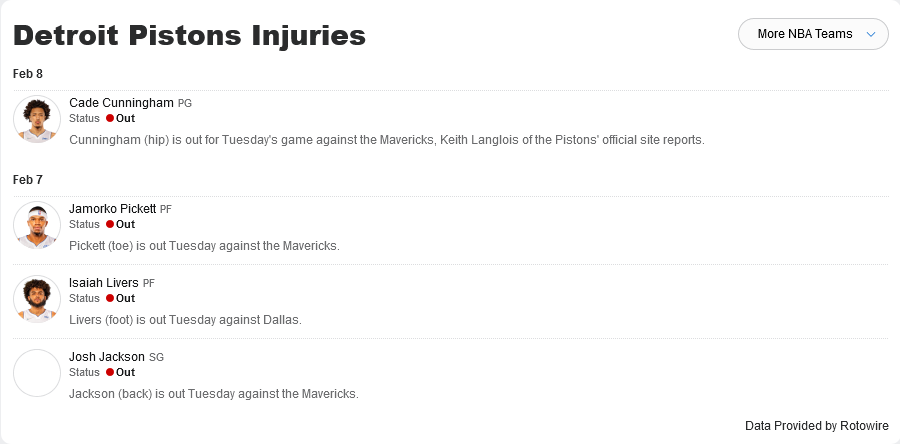 Detroit Pistons Injuries
More NBA Teams
Feb 8
Cade Cunningham PG
Status Out
Cunningham (hip) is out for Tuesday's game against the Mavericks, Keith Langlois of the Pistons' official site reports.
Feb 7
Jamorko Pickett PF
Status Out
Pickett (toe) is out Tuesday against the Mavericks.
Isaiah Livers PF
Status Out
Livers (foot) is out Tuesday against Dallas.
Josh Jackson SG
Status Out
Jackson (back) is out Tuesday against the Mavericks.
Data Provided by Rotowire